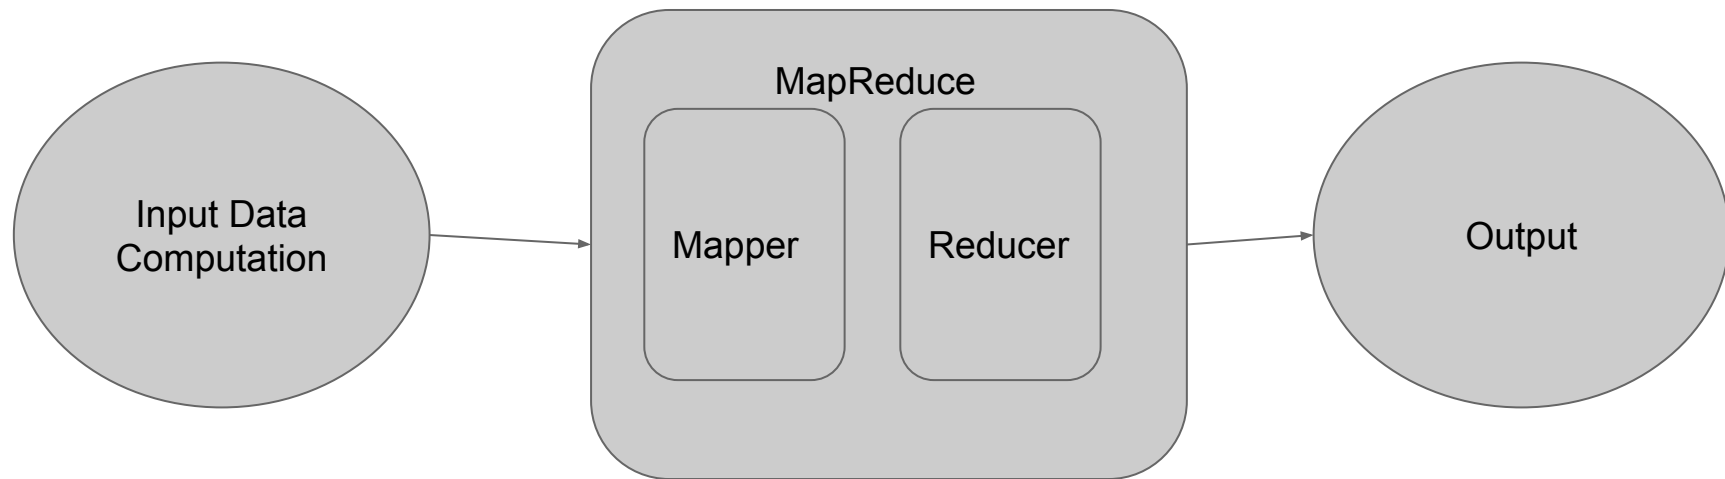 Input Data
Computation
MapReduce
Mapper
Reducer
Output